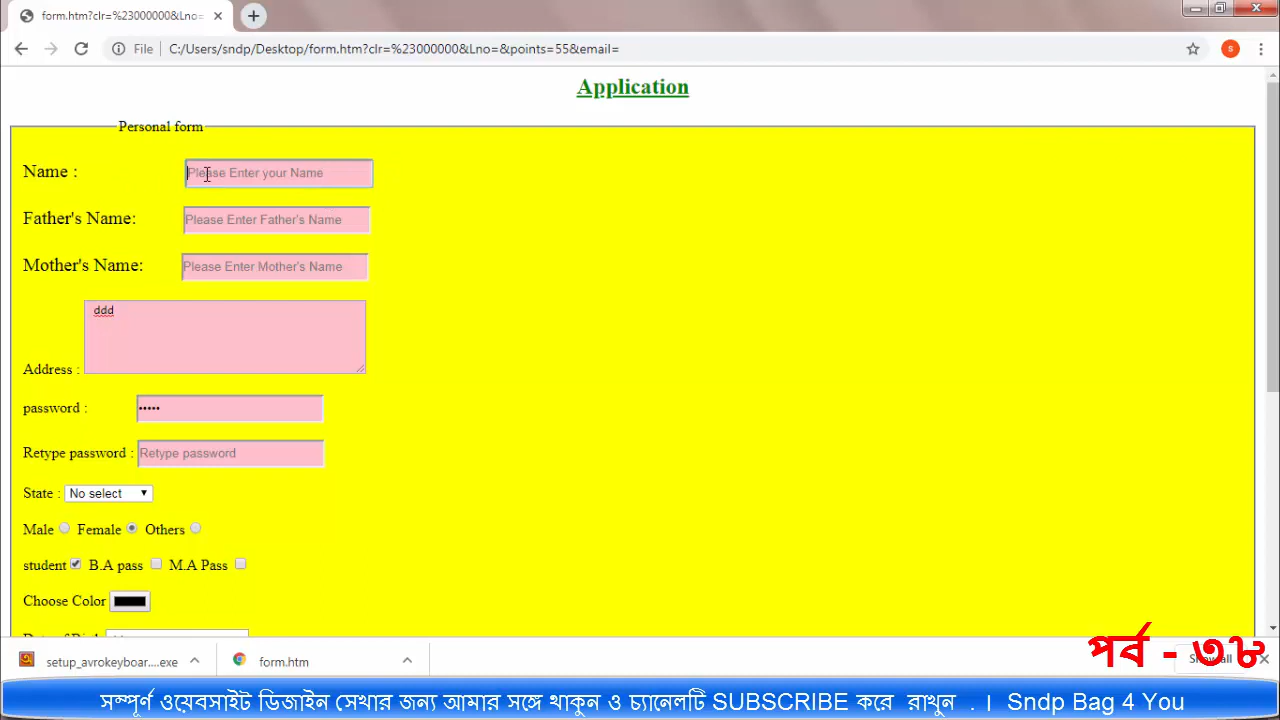 form.htm?clr=%23000000&Lno=
File
C:/Users/sndp/Desktop/form.htm?clr=%23000000&Lno=&points=55&email=
S
Application
Personal form
Name :
Please Enter your Name
Father's Name:
Please Enter Father's Name
Mother's Name:
Please Enter Mother's Name
ddd
Address :
password :
•••••
Retype password :
Retype password
State :
No select
Male
Female
Others
student
B.A pass
M.A Pass
Choose Color
setup_avrokeyboar....exe
form.htm
পর্ব - ৩৮
সম্পূর্ণ ওয়েবসাইট ডিজাইন সেখার জন্য আমার সঙ্গে থাকুন ও চ্যানেলটি SUBSCRIBE করে রাখুন . । Sndp Bag 4 You